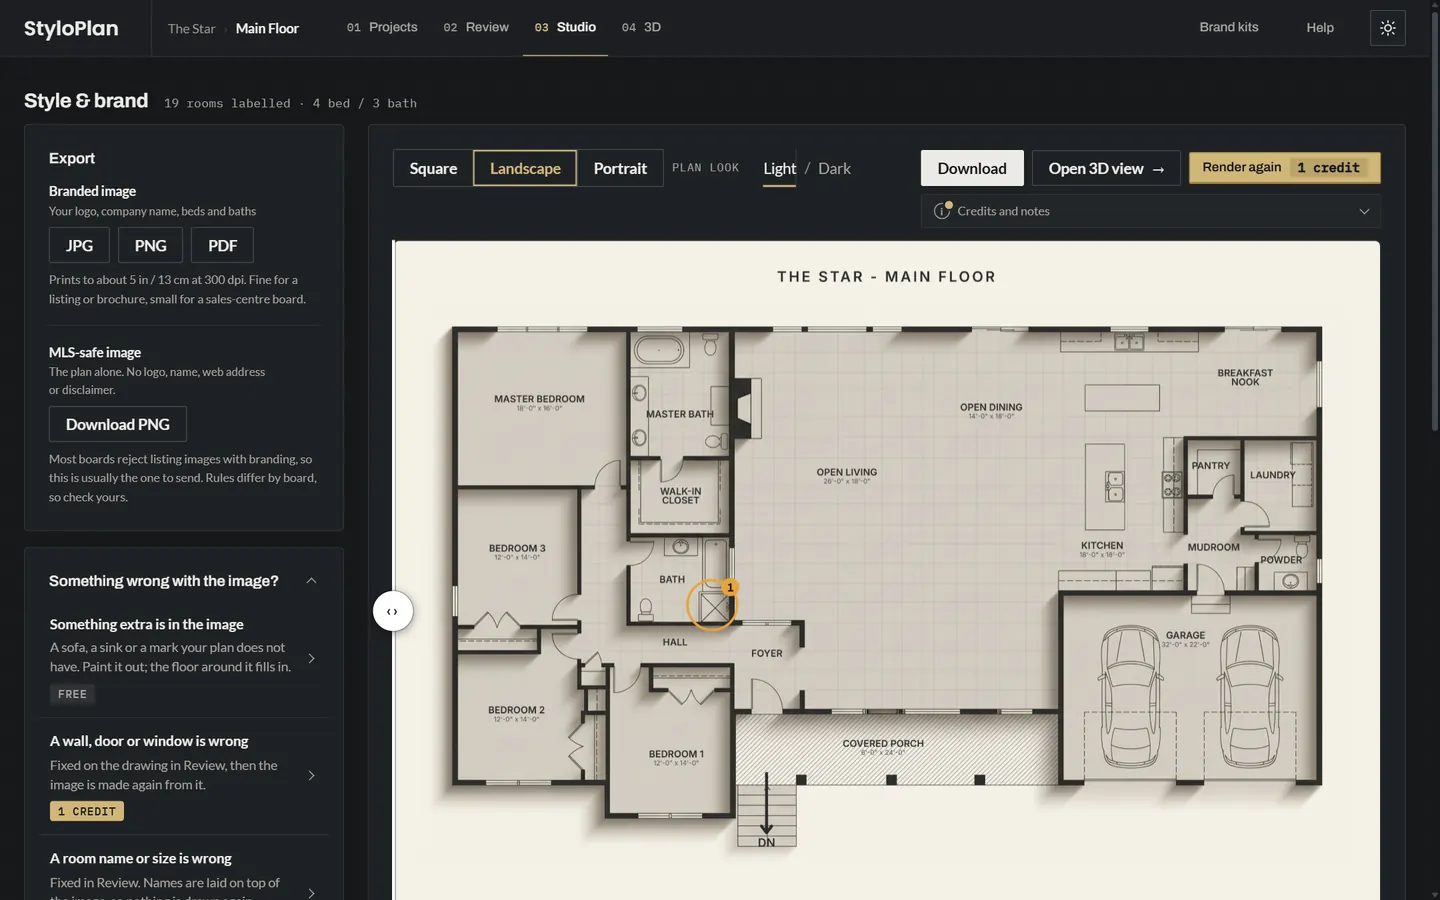 StyloPlan
The Star › Main Floor
01 Projects
02 Review
03 Studio
04 3D
Brand kits
Help
Style & brand
19 rooms labelled · 4 bed / 3 bath
Export
Branded image
Your logo, company name, beds and baths
JPG
PNG
PDF
Prints to about 5 in / 13 cm at 300 dpi. Fine for a
listing or brochure, small for a sales-centre board.
MLS-safe image
The plan alone. No logo, name, web address
or disclaimer.
Download PNG
Most boards reject listing images with branding, so
this is usually the one to send. Rules differ by board,
so check yours.
Something wrong with the image?
Something extra is in the image
A sofa, a sink or a mark your plan does not
have. Paint it out; the floor around it fills in.
FREE
A wall, door or window is wrong
Fixed on the drawing in Review, then the
image is made again from it.
1 CREDIT
A room name or size is wrong
Fixed in Review. Names are laid on top of
Square
Landscape
Portrait
PLAN LOOK
Light / Dark
Download
Open 3D view →
Render again 1 credit
Credits and notes
THE STAR - MAIN FLOOR
MASTER BEDROOM
18'-0" x 16'-0"
MASTER BATH
WALK-IN
CLOSET
BEDROOM 3
12'-0" x 14'-0"
BATH
1
HALL
FOYER
BEDROOM 2
12'-0" x 14'-0"
BEDROOM 1
12'-0" x 14'-0"
OPEN LIVING
26'-0" x 18'-0"
OPEN DINING
14'-0" x 18'-0"
BREAKFAST
NOOK
PANTRY
LAUNDRY
KITCHEN
18'-0" x 18'-0"
MUDROOM
POWDER
GARAGE
32'-0" x 22'-0"
COVERED PORCH
8'-0" x 24'-0"
DN